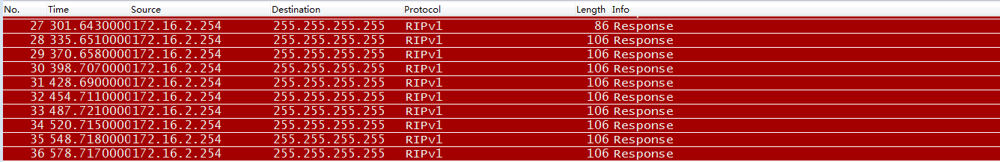 No. Time Source Destination Protocol Length Info
27 301.6430000 172.16.2.254 255.255.255.255 RIPv1 86 Response
28 335.6510000 172.16.2.254 255.255.255.255 RIPv1 106 Response
29 370.6580000 172.16.2.254 255.255.255.255 RIPv1 106 Response
30 398.7070000 172.16.2.254 255.255.255.255 RIPv1 106 Response
31 428.6900000 172.16.2.254 255.255.255.255 RIPv1 106 Response
32 454.7110000 172.16.2.254 255.255.255.255 RIPv1 106 Response
33 487.7210000 172.16.2.254 255.255.255.255 RIPv1 106 Response
34 520.7150000 172.16.2.254 255.255.255.255 RIPv1 106 Response
35 548.7180000 172.16.2.254 255.255.255.255 RIPv1 106 Response
36 578.7170000 172.16.2.254 255.255.255.255 RIPv1 106 Response